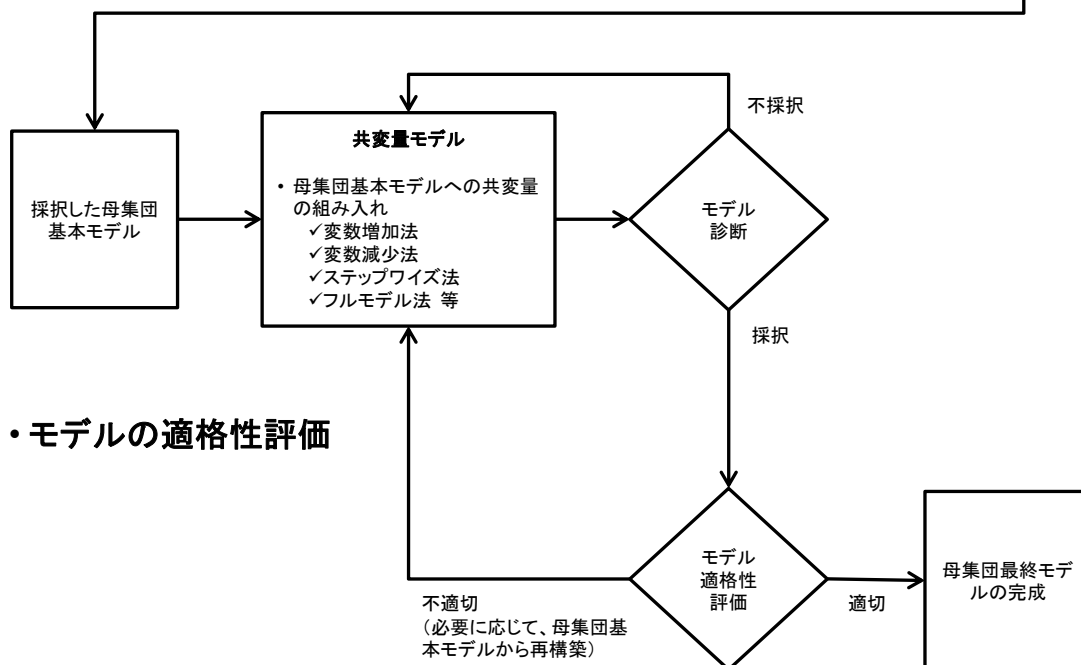 不採択
共変量モデル
• 母集団基本モデルへの共変量
の組み入れ
✓変数増加法
✓変数減少法
✓ステップワイズ法
✓フルモデル法 等
採択した母集団
基本モデル
モデル
診断
採択
•モデルの適格性評価
モデル
適格性
評価
母集団最終モデ
ルの完成
適切
不適切
(必要に応じて、母集団基
本モデルから再構築)